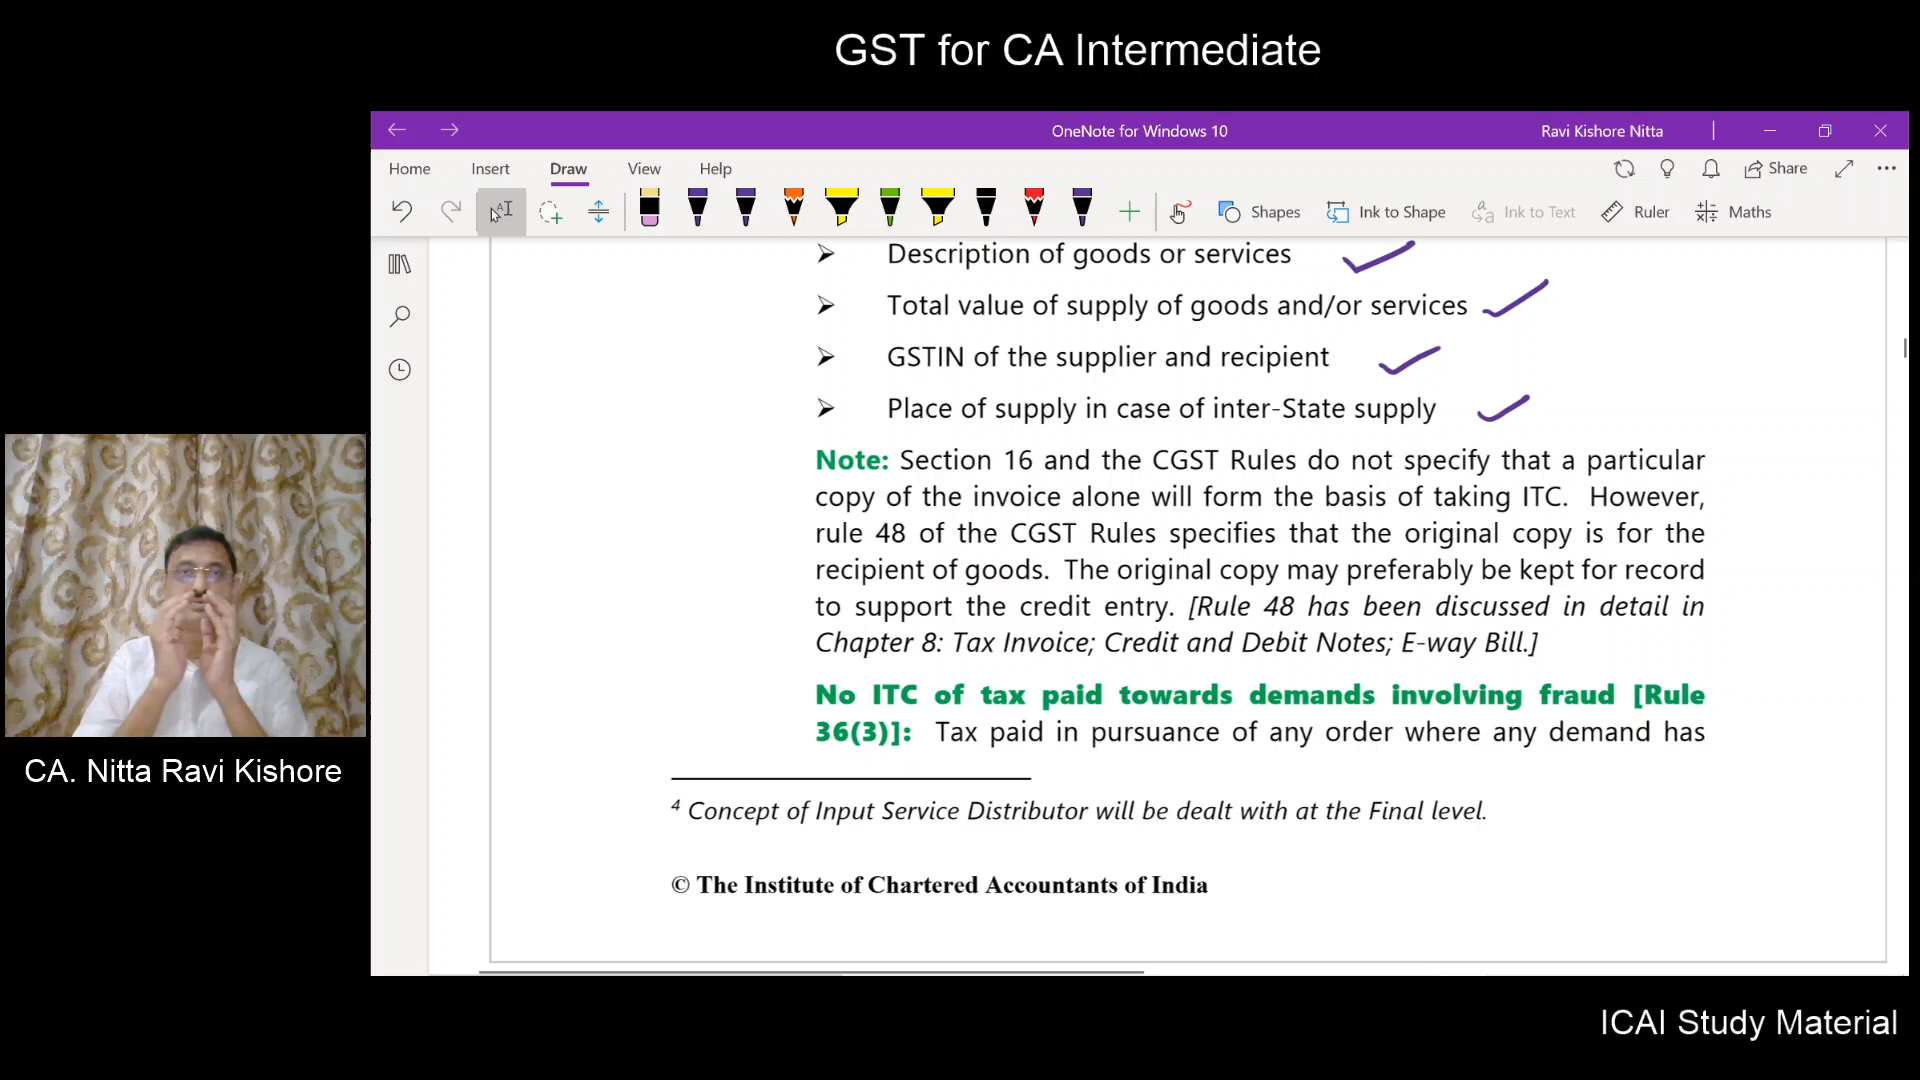 GST for CA Intermediate
OneNote for Windows 10
Ravi Kishore Nitta
Home Insert Draw View Help
Share
Shapes Ink to Shape Ink to Text Ruler Maths
➢ Description of goods or services
➢ Total value of supply of goods and/or services
➢ GSTIN of the supplier and recipient
➢ Place of supply in case of inter-State supply
Note: Section 16 and the CGST Rules do not specify that a particular
copy of the invoice alone will form the basis of taking ITC. However,
rule 48 of the CGST Rules specifies that the original copy is for the
recipient of goods. The original copy may preferably be kept for record
to support the credit entry. [Rule 48 has been discussed in detail in
Chapter 8: Tax Invoice; Credit and Debit Notes; E-way Bill.]
No ITC of tax paid towards demands involving fraud [Rule
36(3)]: Tax paid in pursuance of any order where any demand has
4 Concept of Input Service Distributor will be dealt with at the Final level.
© The Institute of Chartered Accountants of India
CA. Nitta Ravi Kishore
ICAI Study Material